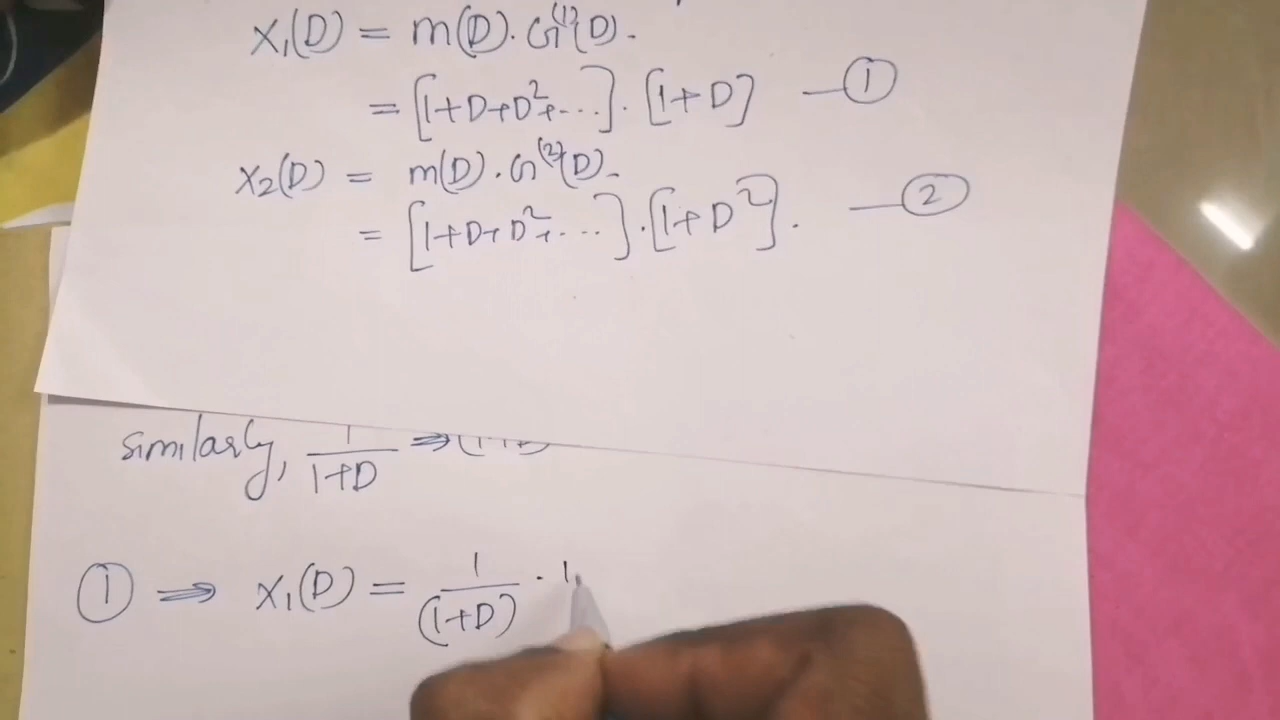 X₁(D) = m(D). G⁽¹⁾(D).
= [1+D+D²+...] . [1+D] —①
X₂(D) = m(D). G⁽²⁾(D).
= [1+D+D²+...] . [1+D²]. —②
similarly, 1/(1+D) ⇒
① ⇒ X₁(D) = 1/(1+D) . 1